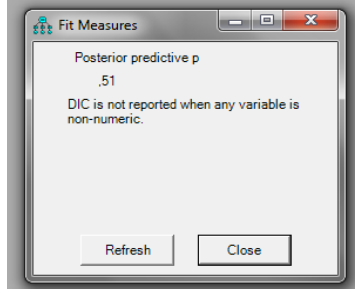 Fit Measures
Posterior predictive p
,51
DIC is not reported when any variable is
non-numeric.
Refresh
Close